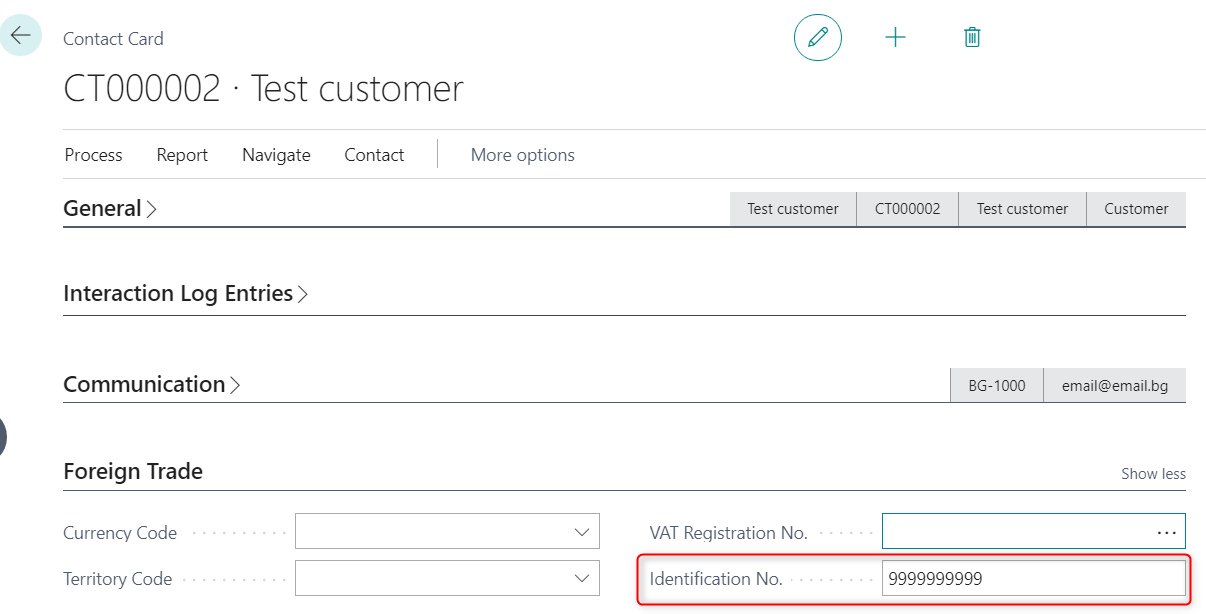 Contact Card
CT000002 · Test customer
Process Report Navigate Contact More options
General Test customer CT000002 Test customer Customer
Interaction Log Entries
Communication BG-1000 email@email.bg
Foreign Trade Show less
Currency Code VAT Registration No.
Territory Code Identification No. 9999999999